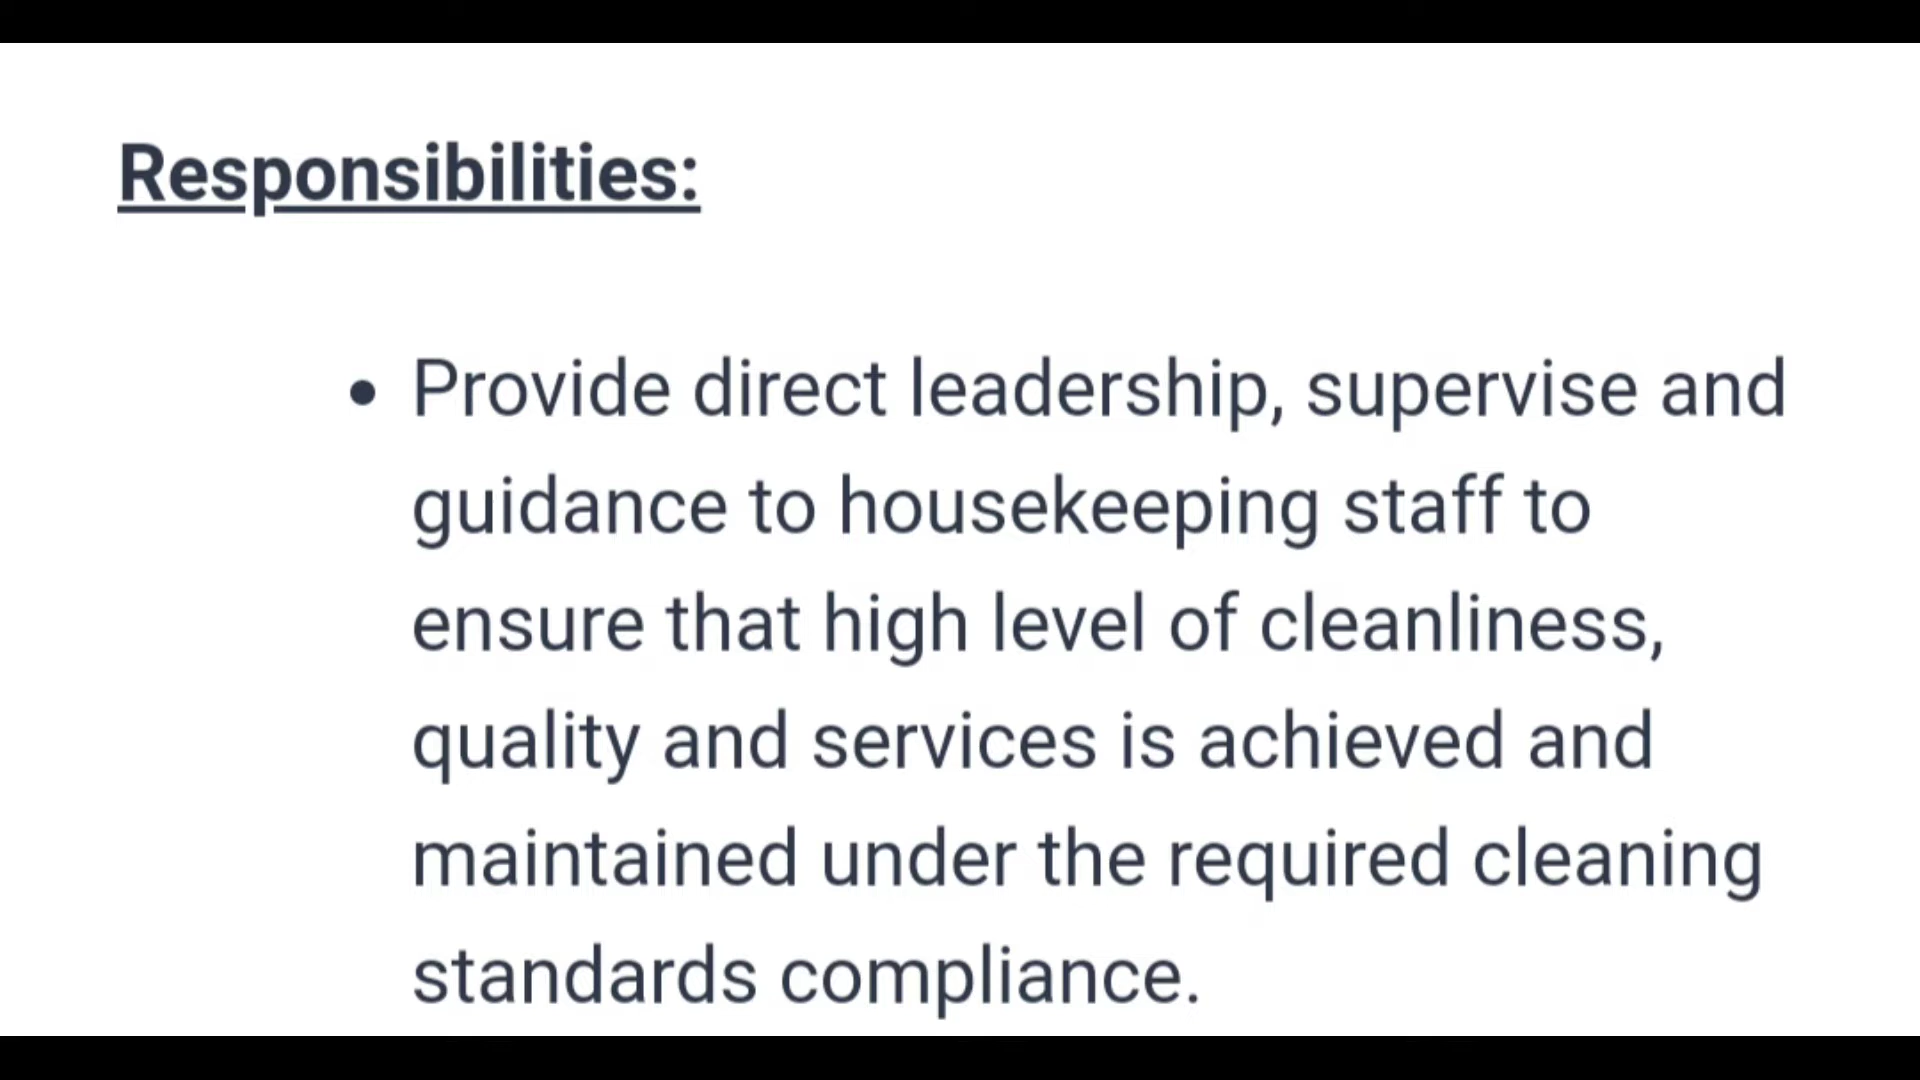 Responsibilities:
• Provide direct leadership, supervise and
guidance to housekeeping staff to
ensure that high level of cleanliness,
quality and services is achieved and
maintained under the required cleaning
standards compliance.